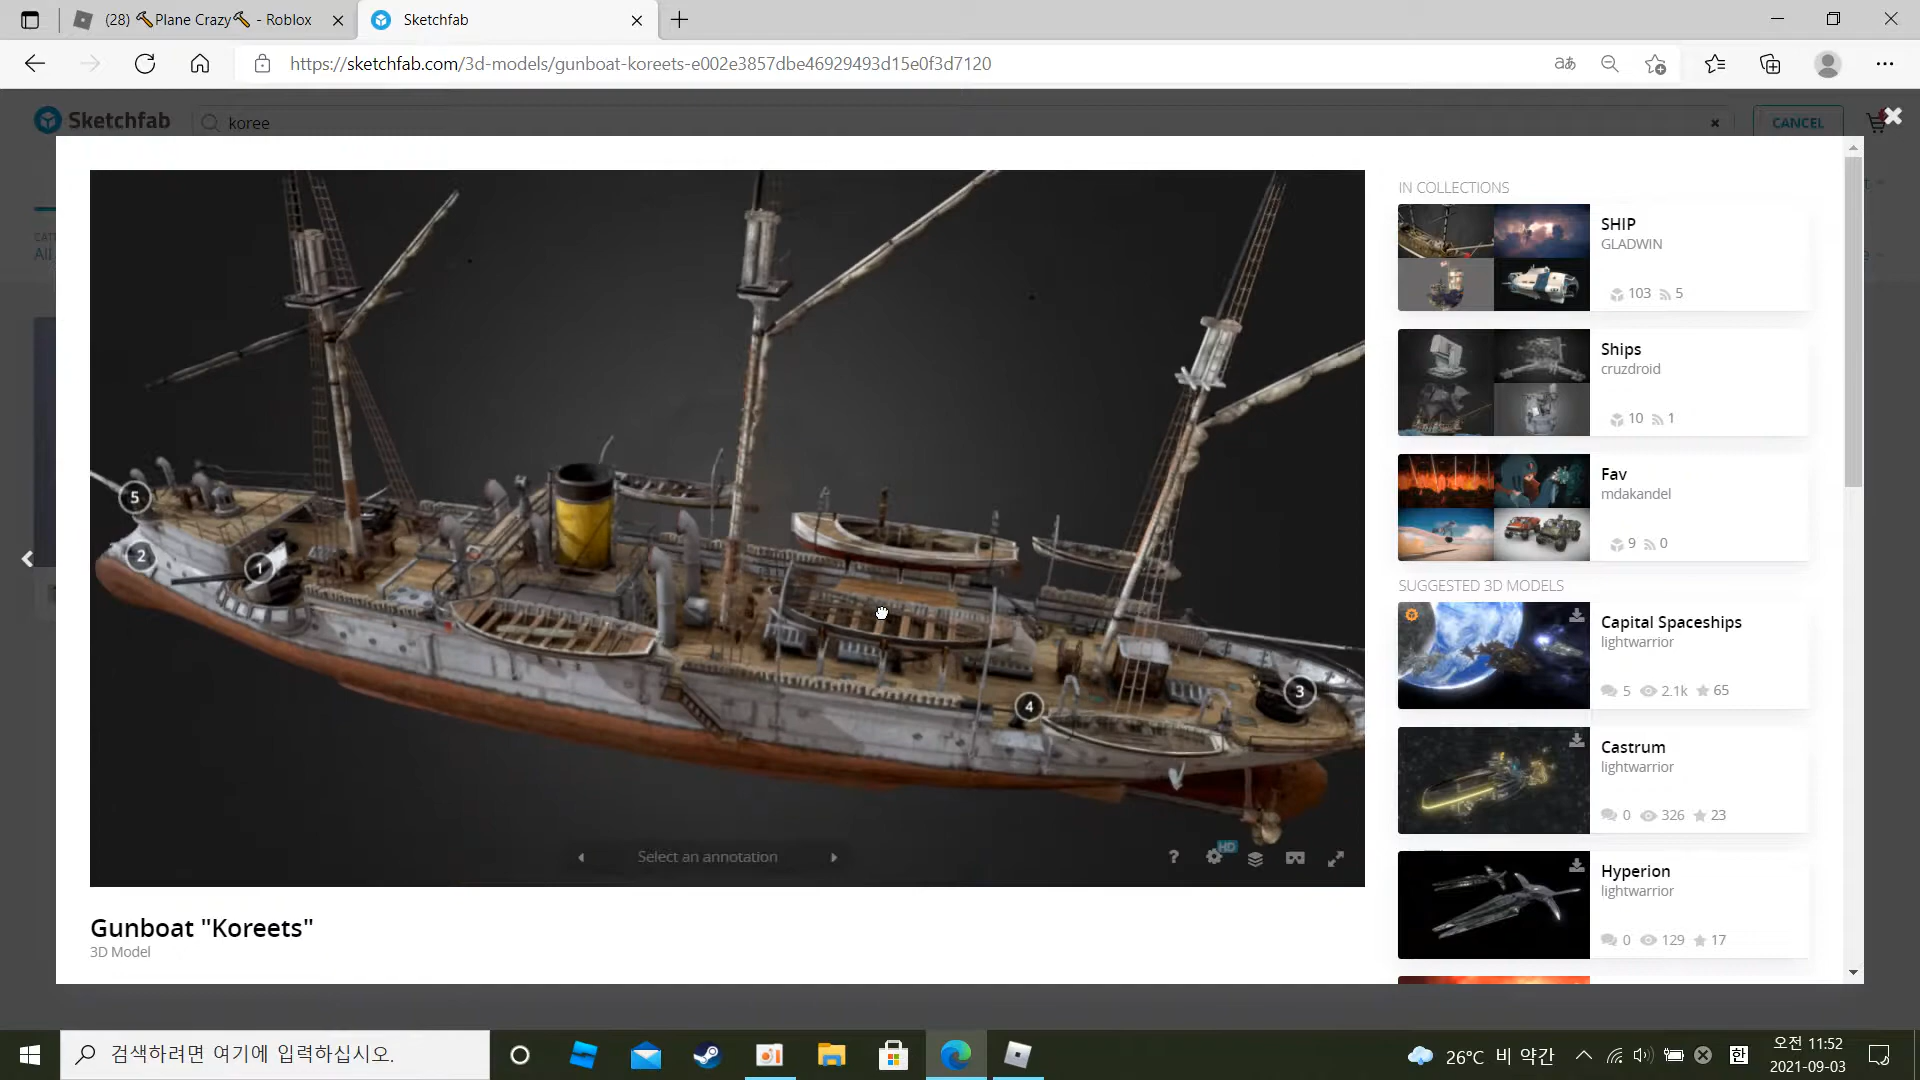 (28) 🔨Plane Crazy🔨 - Roblox
Sketchfab
https://sketchfab.com/3d-models/gunboat-koreets-e002e3857dbe46929493d15e0f3d7120
ああ
Sketchfab
koree
CANCEL
All
5
2
1
4
3
Select an annotation
?
HD
Gunboat "Koreets"
3D Model
IN COLLECTIONS
SHIP
GLADWIN
103 5
Ships
cruzdroid
10 1
Fav
mdakandel
9 0
SUGGESTED 3D MODELS
Capital Spaceships
lightwarrior
5 2.1k 65
Castrum
lightwarrior
0 326 23
Hyperion
lightwarrior
0 129 17
검색하려면 여기에 입력하십시오.
26°C 비 약간
한
오전 11:52
2021-09-03